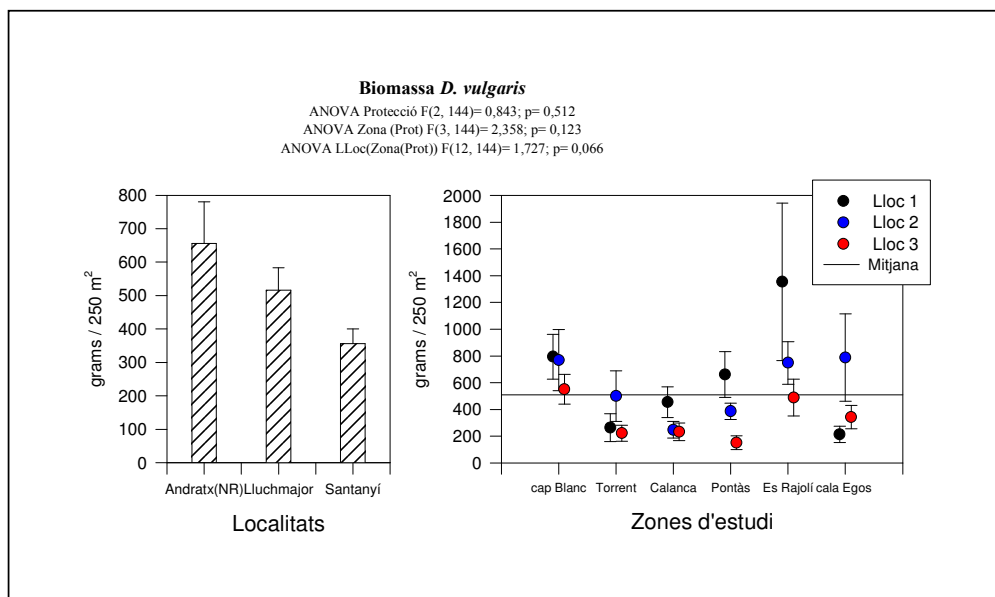 Biomassa D. vulgaris
ANOVA Protecció F(2, 144)= 0,843; p= 0,512
ANOVA Zona (Prot) F(3, 144)= 2,358; p= 0,123
ANOVA LLoc(Zona(Prot)) F(12, 144)= 1,727; p= 0,066
grams / 250 m²
800
700
600
500
400
300
200
100
0
Andratx(NR) Lluchmajor Santanyí
Localitats
grams / 250 m²
2000
1800
1600
1400
1200
1000
800
600
400
200
0
cap Blanc Torrent Calanca Pontàs Es Rajolí cala Egos
Zones d'estudi
Lloc 1
Lloc 2
Lloc 3
Mitjana